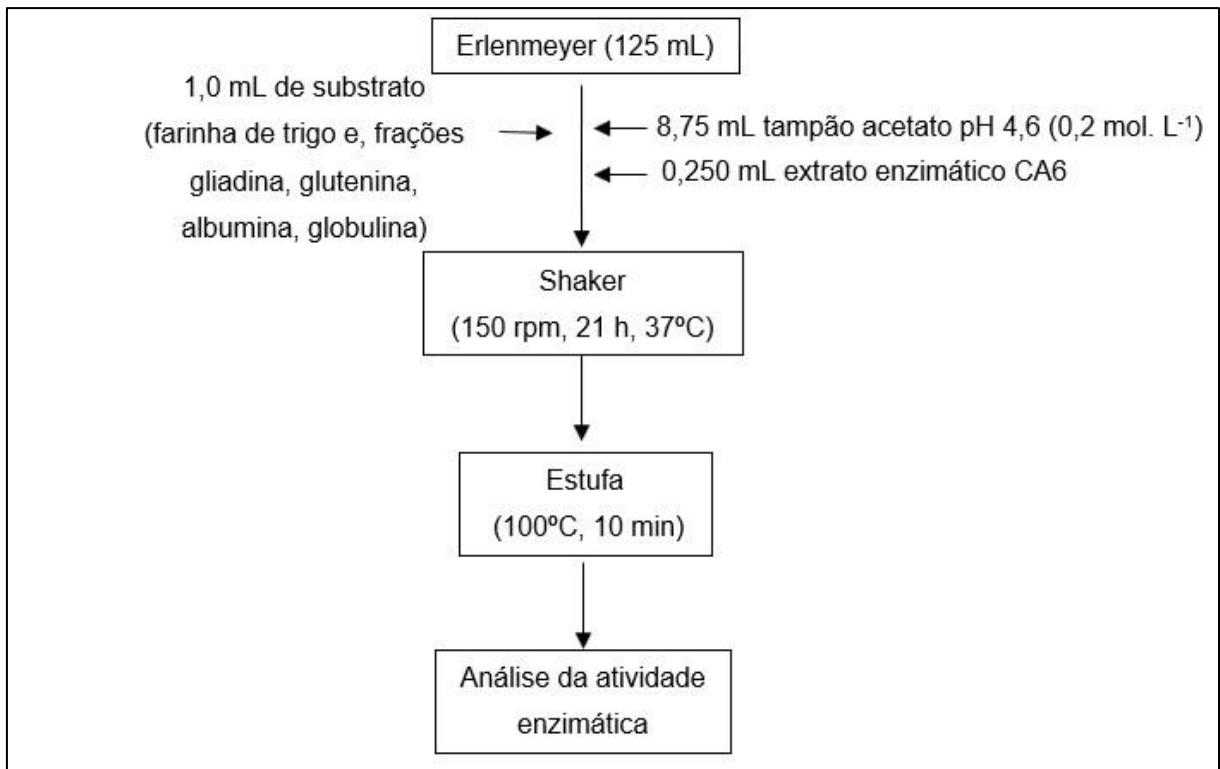 Erlenmeyer (125 mL)
1,0 mL de substrato
(farinha de trigo e, frações
gliadina, glutenina,
albumina, globulina)
8,75 mL tampão acetato pH 4,6 (0,2 mol. L⁻¹)
0,250 mL extrato enzimático CA6
Shaker
(150 rpm, 21 h, 37ºC)
Estufa
(100ºC, 10 min)
Análise da atividade
enzimática